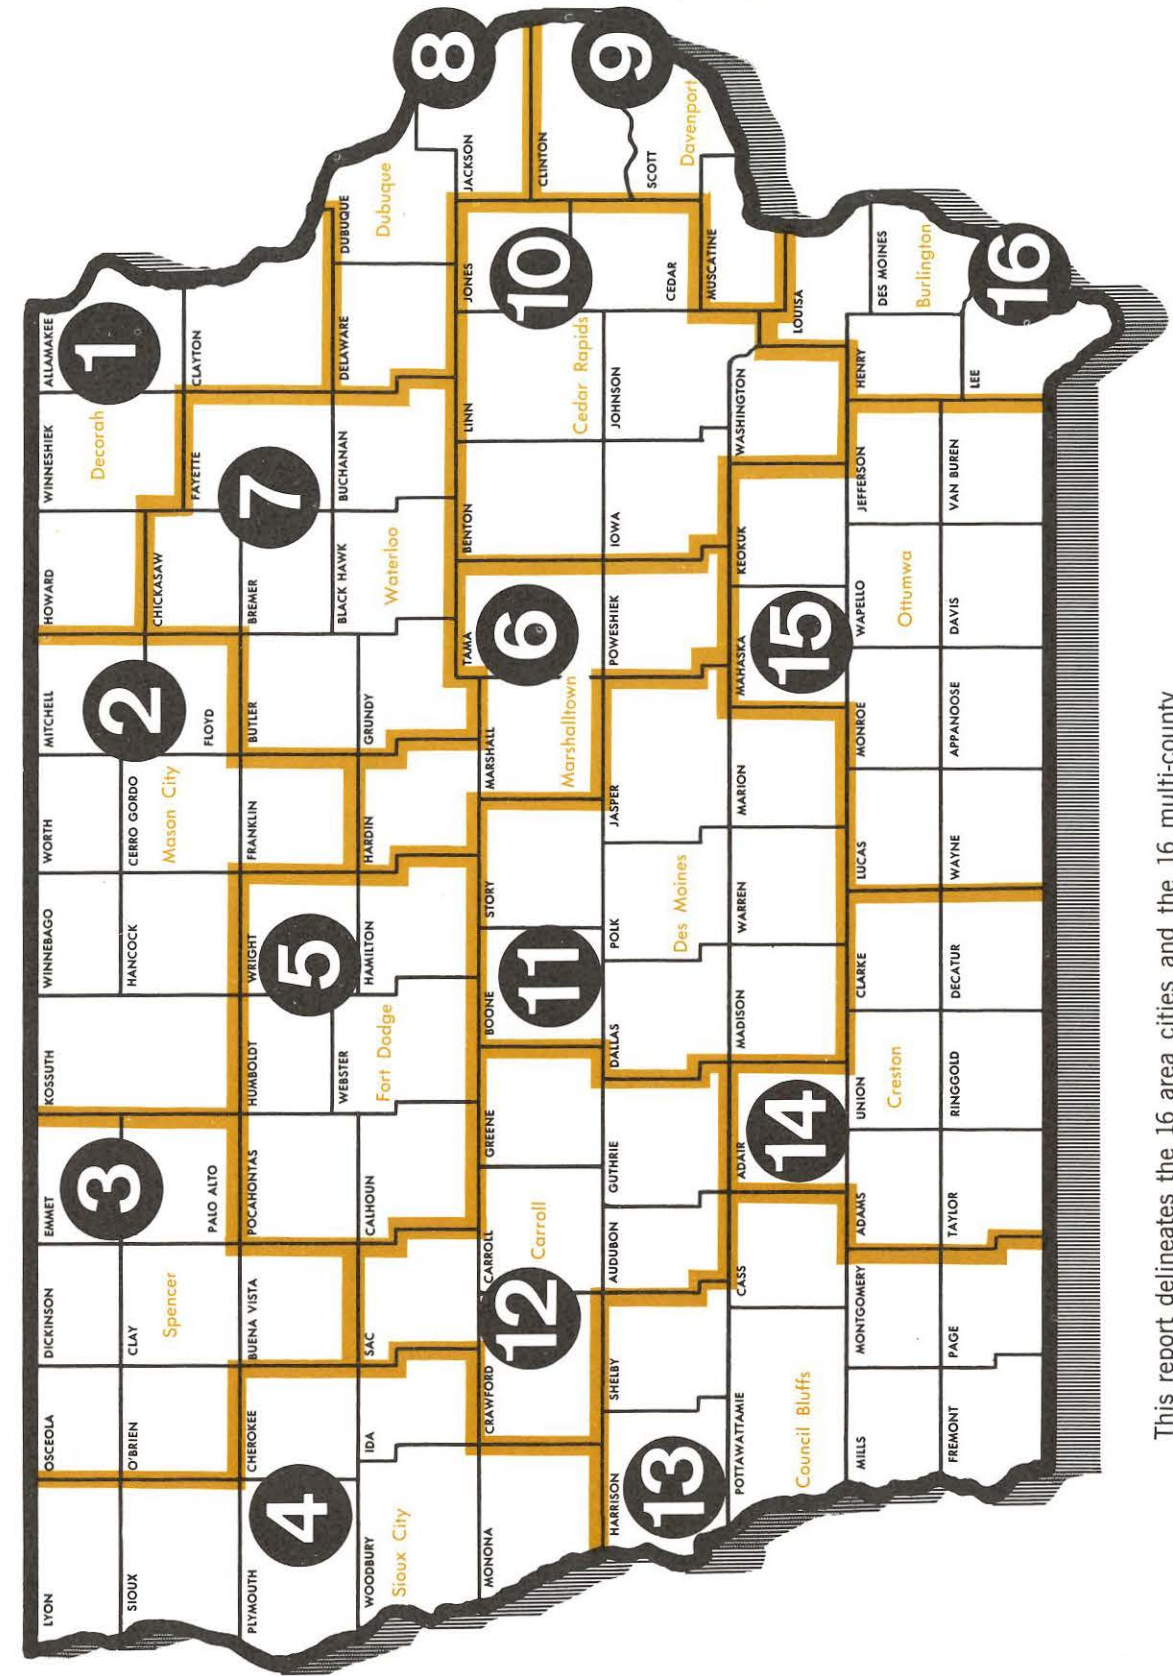 LYON
OSCEOLA
DICKINSON
EMMET
KOSSUTH
WINNEBAGO
WORTH
MITCHELL
HOWARD
WINNESHIEK
ALLAMAKEE
1
Decorah
2
3
SIOUX
O'BRIEN
CLAY
PALO ALTO
HANCOCK
CERRO GORDO
FLOYD
CHICKASAW
FAYETTE
CLAYTON
Spencer
Mason City
PLYMOUTH
CHEROKEE
BUENA VISTA
POCAHONTAS
HUMBOLDT
WRIGHT
FRANKLIN
BUTLER
BREMER
7
4
5
WEBSTER
BLACK HAWK
BUCHANAN
DELAWARE
DUBUQUE
WOODBURY
IDA
SAC
CALHOUN
HAMILTON
HARDIN
GRUNDY
Sioux City
Fort Dodge
Waterloo
Dubuque
8
MONONA
CRAWFORD
CARROLL
GREENE
BOONE
STORY
MARSHALL
TAMA
BENTON
LINN
JONES
JACKSON
12
Carroll
11
Marshalltown
6
Cedar Rapids
10
CLINTON
9
HARRISON
SHELBY
AUDUBON
GUTHRIE
DALLAS
POLK
JASPER
POWESHIEK
IOWA
JOHNSON
CEDAR
SCOTT
13
Des Moines
MUSCATINE
Davenport
POTTAWATTAMIE
CASS
ADAIR
MADISON
WARREN
MARION
MAHASKA
KEOKUK
WASHINGTON
LOUISA
Council Bluffs
14
15
MILLS
MONTGOMERY
ADAMS
UNION
CLARKE
LUCAS
MONROE
WAPELLO
JEFFERSON
HENRY
DES MOINES
Creston
Ottumwa
Burlington
FREMONT
PAGE
TAYLOR
RINGGOLD
DECATUR
WAYNE
APPANOOSE
DAVIS
VAN BUREN
LEE
16
This report delineates the 16 area cities and the 16 multi-county